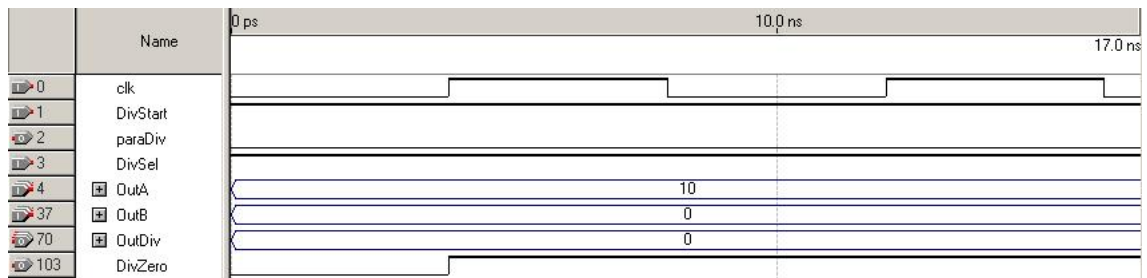 Name
0 ps
10.0 ns
17.0 ns
0 clk
1 DivStart
2 paraDiv
3 DivSel
4 OutA 10
37 OutB 0
70 OutDiv 0
103 DivZero